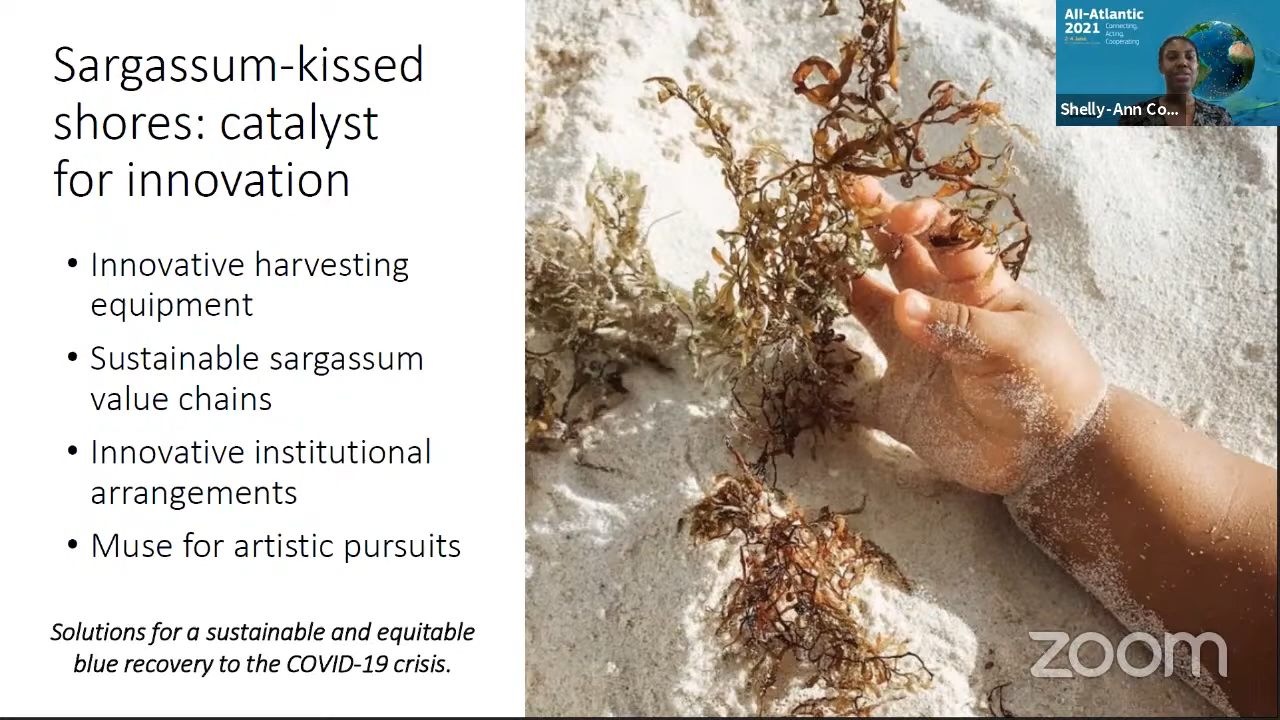 Sargassum-kissed
shores: catalyst
for innovation
• Innovative harvesting
equipment
• Sustainable sargassum
value chains
• Innovative institutional
arrangements
• Muse for artistic pursuits
Solutions for a sustainable and equitable
blue recovery to the COVID-19 crisis.
All-Atlantic
2021
Connecting,
Acting,
Cooperating
2-4 June
Shelly-Ann Co...
zoom